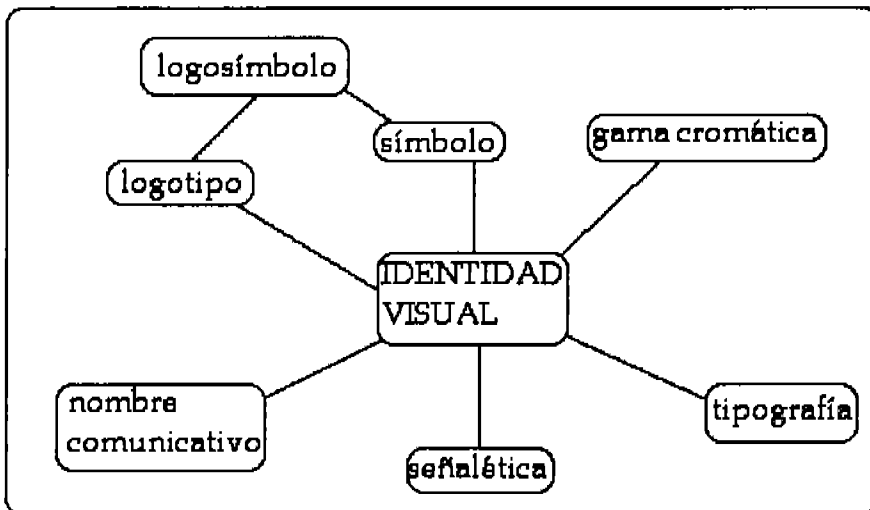 logosímbolo
símbolo
gama cromática
logotipo
IDENTIDAD
VISUAL
nombre
comunicativo
tipografía
señalética